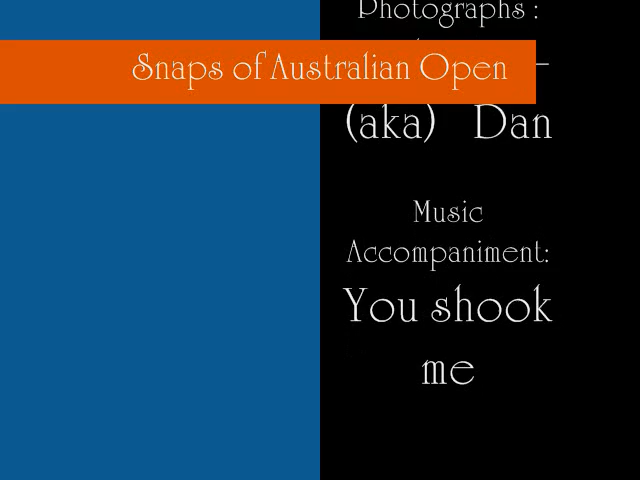 Photographs :
Snaps of Australian Open
(aka) Dan
Music
Accompaniment:
You shook
me